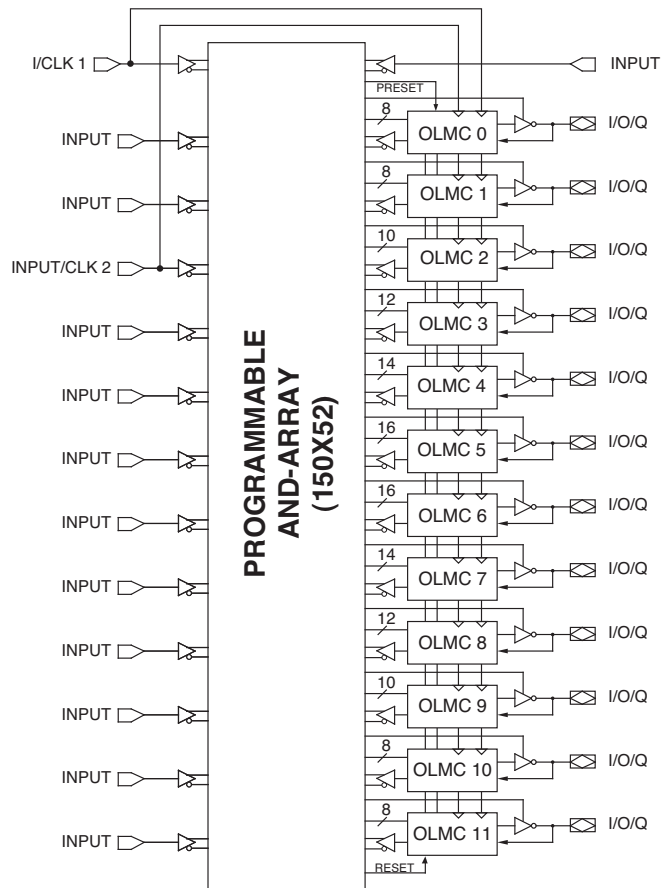 I/CLK 1
INPUT
PRESET
8
OLMC 0
I/O/Q
INPUT
8
OLMC 1
I/O/Q
INPUT
10
OLMC 2
I/O/Q
INPUT/CLK 2
12
OLMC 3
I/O/Q
INPUT
14
OLMC 4
I/O/Q
INPUT
16
OLMC 5
I/O/Q
INPUT
16
OLMC 6
I/O/Q
INPUT
14
OLMC 7
I/O/Q
INPUT
12
OLMC 8
I/O/Q
INPUT
10
OLMC 9
I/O/Q
INPUT
8
OLMC 10
I/O/Q
INPUT
8
OLMC 11
I/O/Q
INPUT
RESET
PROGRAMMABLE
AND-ARRAY
(150X52)
INPUT